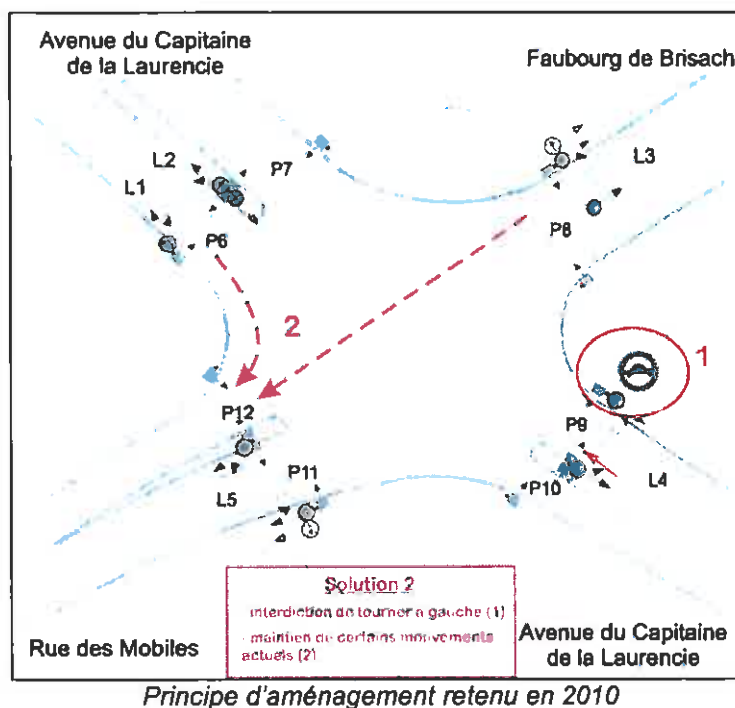 Avenue du Capitaine
de la Laurencie
Faubourg de Brisach
L2
P7
L3
L1
P6
P8
2
1
P12
P9
P11
P10
L4
L5
Solution 2
- interdiction de tourner a gauche (1)
- maintien de certains mouvements
actuels (2)
Rue des Mobiles
Avenue du Capitaine
de la Laurencie
Principe d'aménagement retenu en 2010